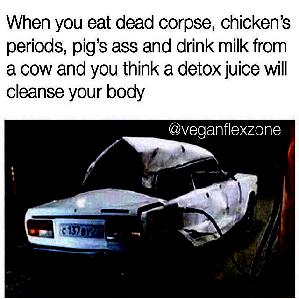 When you eat dead corpse, chicken's
periods, pig's ass and drink milk from
a cow and you think a detox juice will
cleanse your body
@veganflexzone